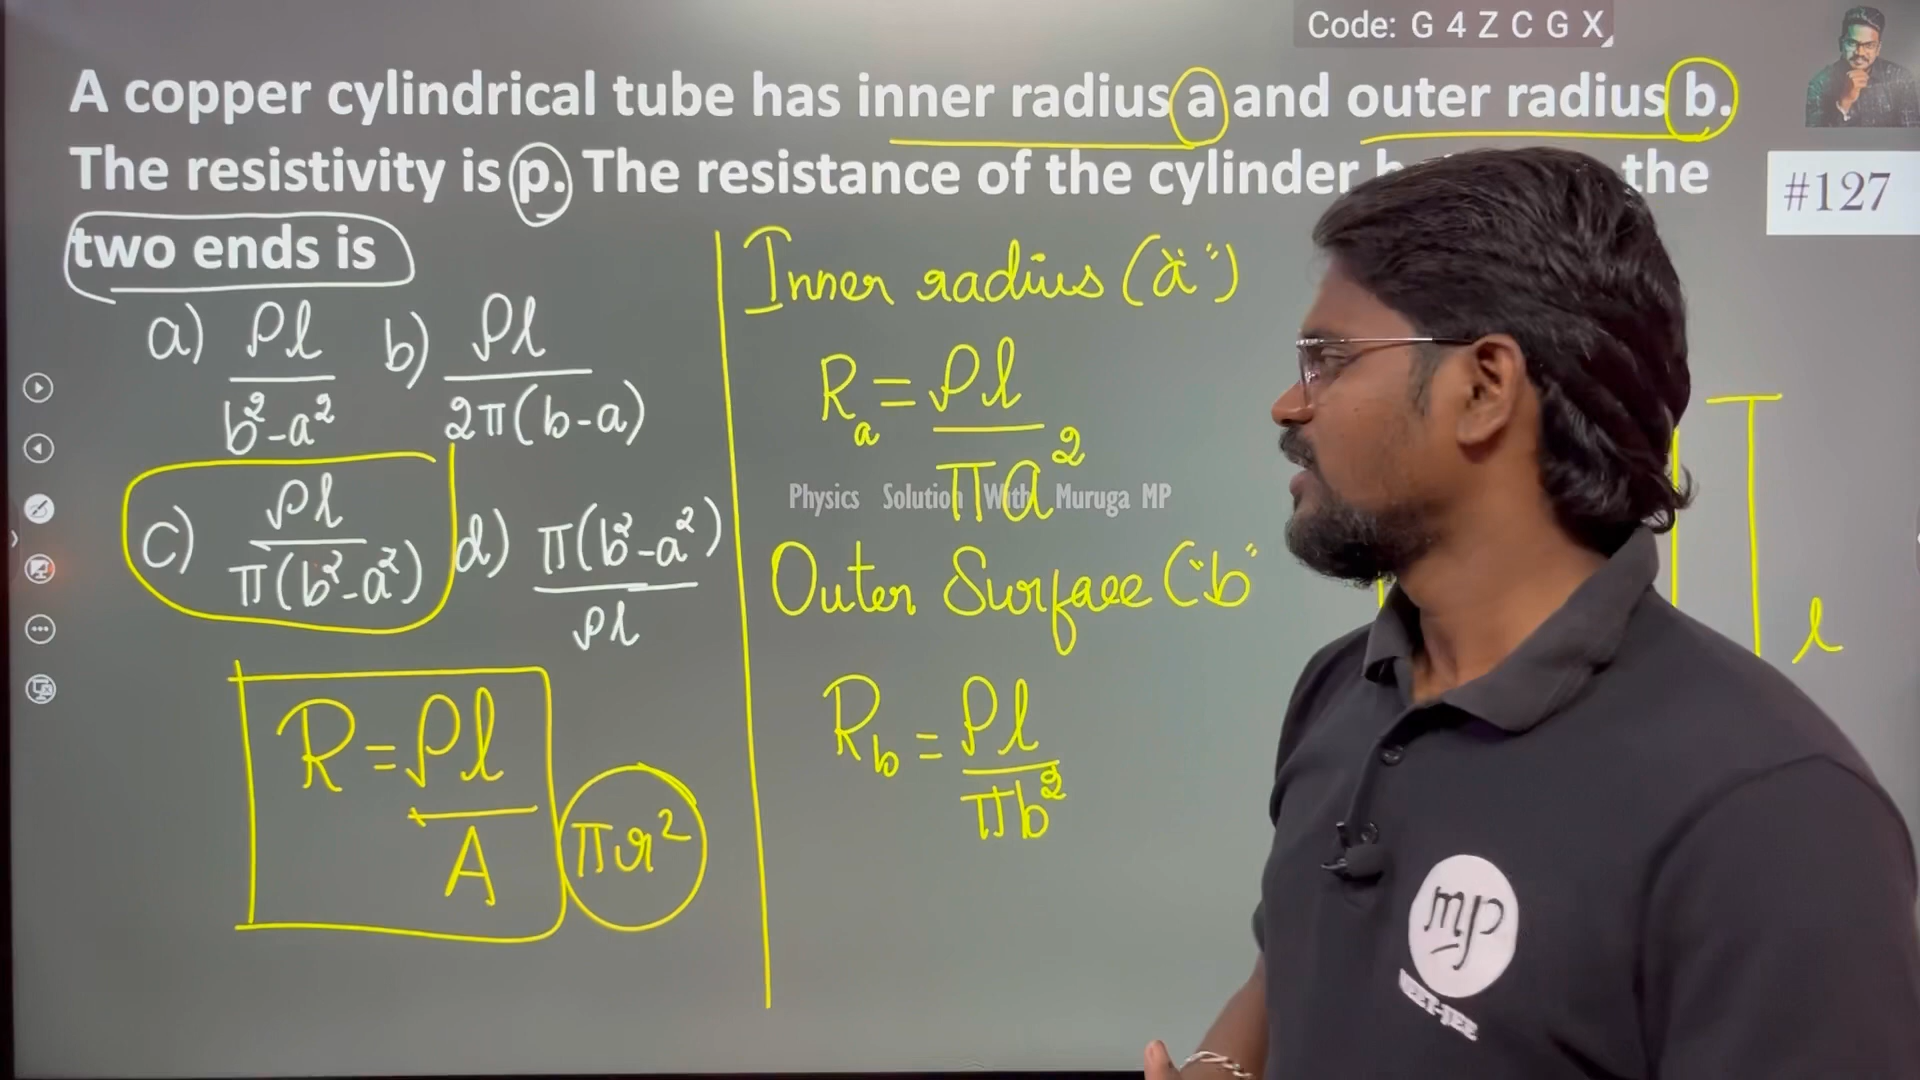 Code: G 4 Z C G X
A copper cylindrical tube has inner radius a and outer radius b.
The resistivity is p. The resistance of the cylinder the
#127
two ends is
a) ρl / b²-a² b) ρl / 2π(b-a)
c) ρl / π(b²-a²) d) π(b²-a²) / ρl
R = ρl / A
πr²
Inner radius ("a")
R_a = ρl / πa²
Physics Solution With Muruga MP
Outer Surface ("b"
R_b = ρl / πb²
l
mp